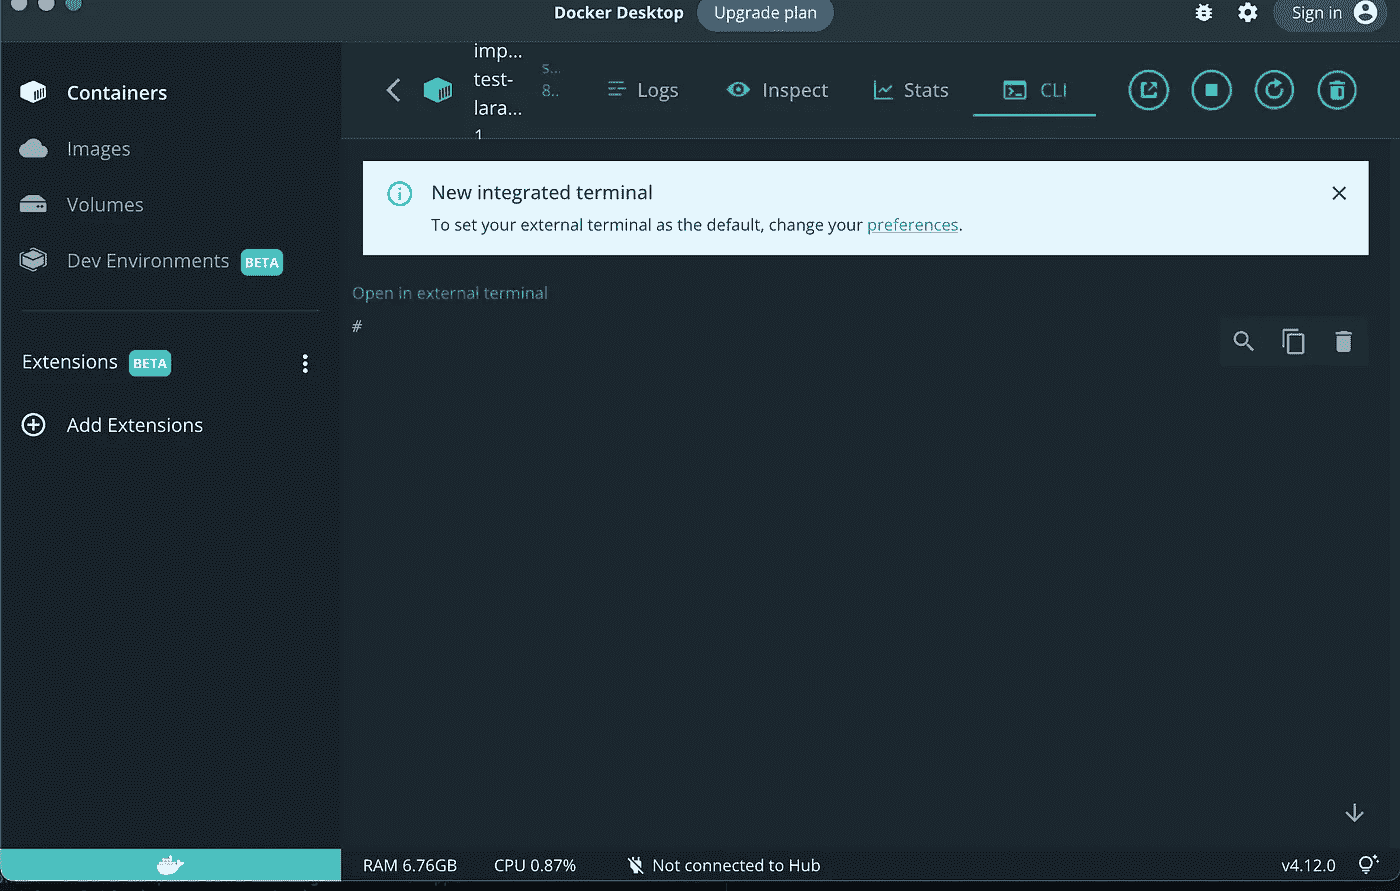 Docker Desktop
Upgrade plan
Sign in
Containers
Images
Volumes
Dev Environments BETA
Extensions BETA
Add Extensions
imp...
test-
lara...
1
s...
8..
Logs
Inspect
Stats
CLI
New integrated terminal
To set your external terminal as the default, change your preferences.
Open in external terminal
#
RAM 6.76GB
CPU 0.87%
Not connected to Hub
v4.12.0